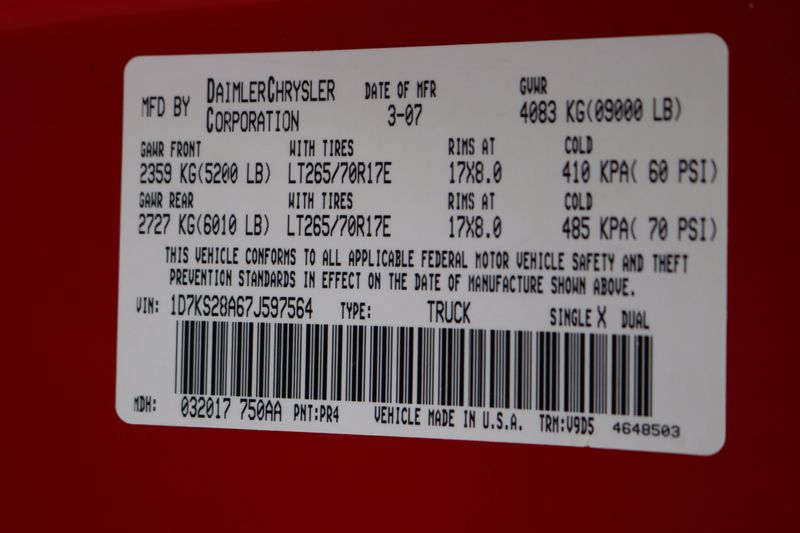 MFD BY DAIMLERCHRYSLER CORPORATION DATE OF MFR 3-07 GVWR 4083 KG(09000 LB)
GAWR FRONT WITH TIRES RIMS AT COLD
2359 KG(5200 LB) LT265/70R17E 17X8.0 410 KPA( 60 PSI)
GAWR REAR WITH TIRES RIMS AT COLD
2727 KG(6010 LB) LT265/70R17E 17X8.0 485 KPA( 70 PSI)
THIS VEHICLE CONFORMS TO ALL APPLICABLE FEDERAL MOTOR VEHICLE SAFETY AND THEFT
PREVENTION STANDARDS IN EFFECT ON THE DATE OF MANUFACTURE SHOWN ABOVE.
VIN: 1D7KS28A67J597564 TYPE: TRUCK SINGLE X DUAL
MDH: 032017 750AA PNT:PR4 VEHICLE MADE IN U.S.A. TRM:V9D5 4648503